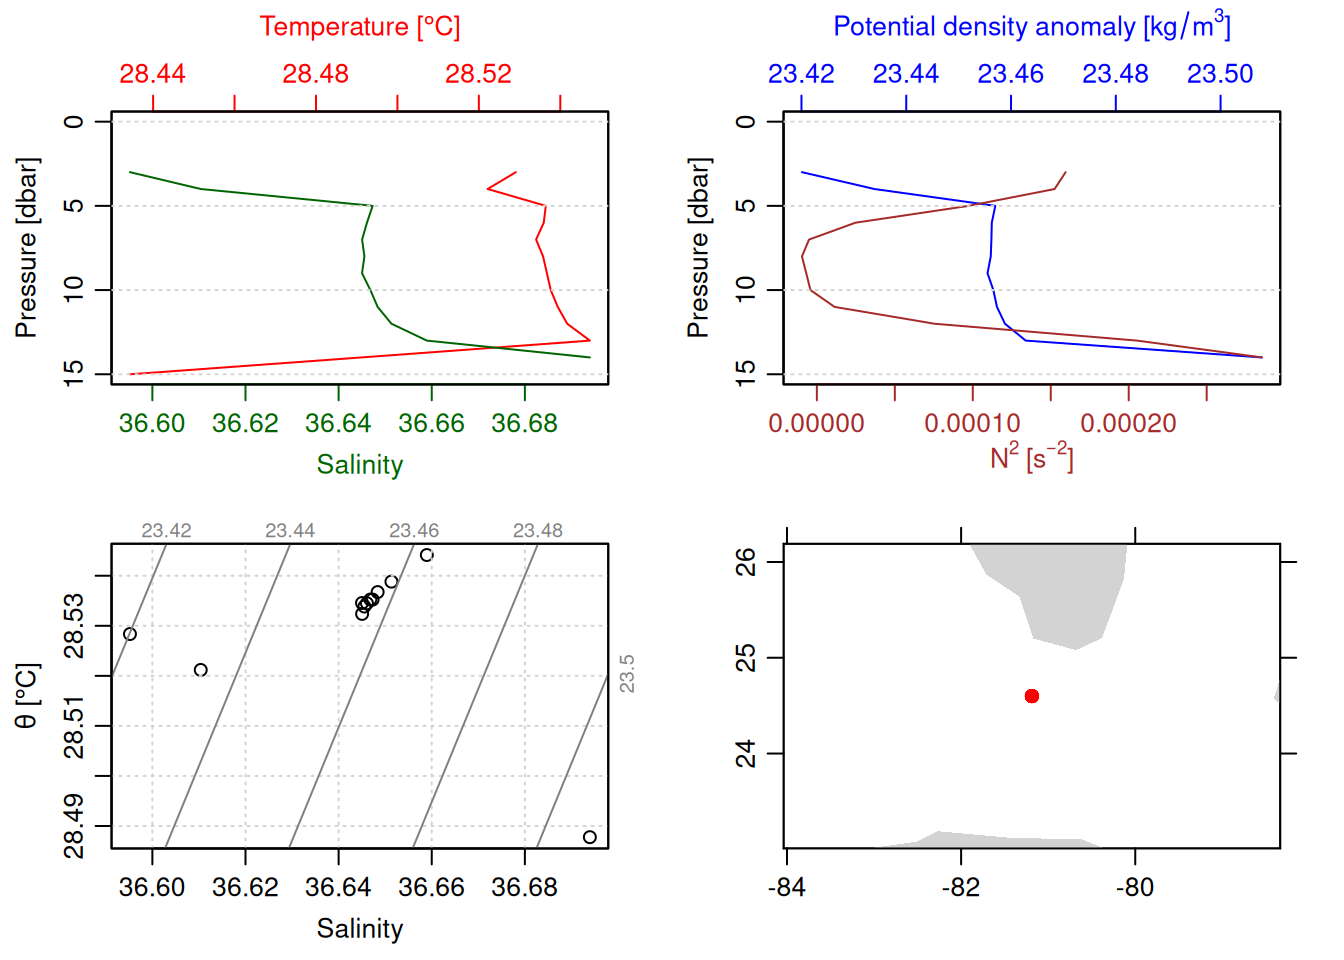 Temperature [°C]
28.44 28.48 28.52
Pressure [dbar]
0 5 10 15
36.60 36.62 36.64 36.66 36.68
Salinity
Potential density anomaly [kg/m³]
23.42 23.44 23.46 23.48 23.50
Pressure [dbar]
0 5 10 15
0.00000 0.00010 0.00020
N² [s⁻²]
23.42 23.44 23.46 23.48
23.5
θ [°C]
28.53 28.51 28.49
36.60 36.62 36.64 36.66 36.68
Salinity
26 25 24
-84 -82 -80